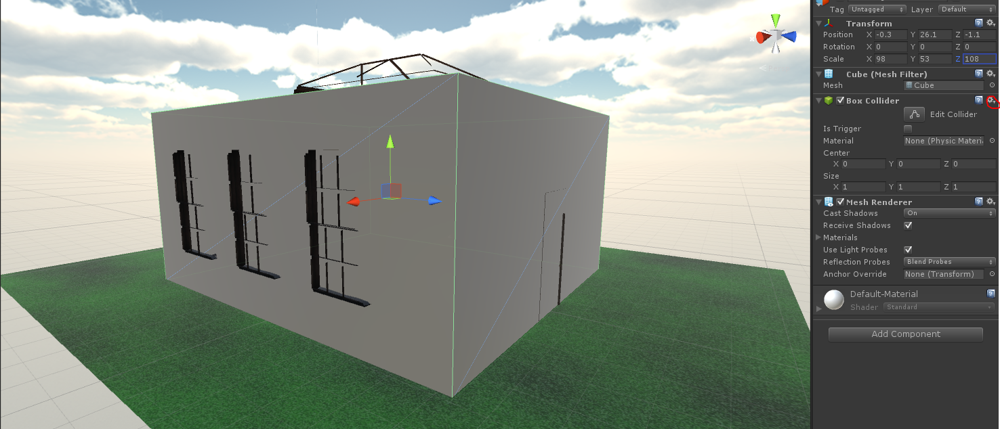 Tag Untagged Layer Default
Transform
Position X -0.3 Y 26.1 Z -1.1
Rotation X 0 Y 0 Z 0
Scale X 98 Y 53 Z 108
Cube (Mesh Filter)
Mesh Cube
Box Collider
Edit Collider
Is Trigger
Material None (Physic Materi
Center
X 0 Y 0 Z 0
Size
X 1 Y 1 Z 1
Mesh Renderer
Cast Shadows On
Receive Shadows
Materials
Use Light Probes
Reflection Probes Blend Probes
Anchor Override None (Transform)
Default-Material
Shader Standard
Add Component